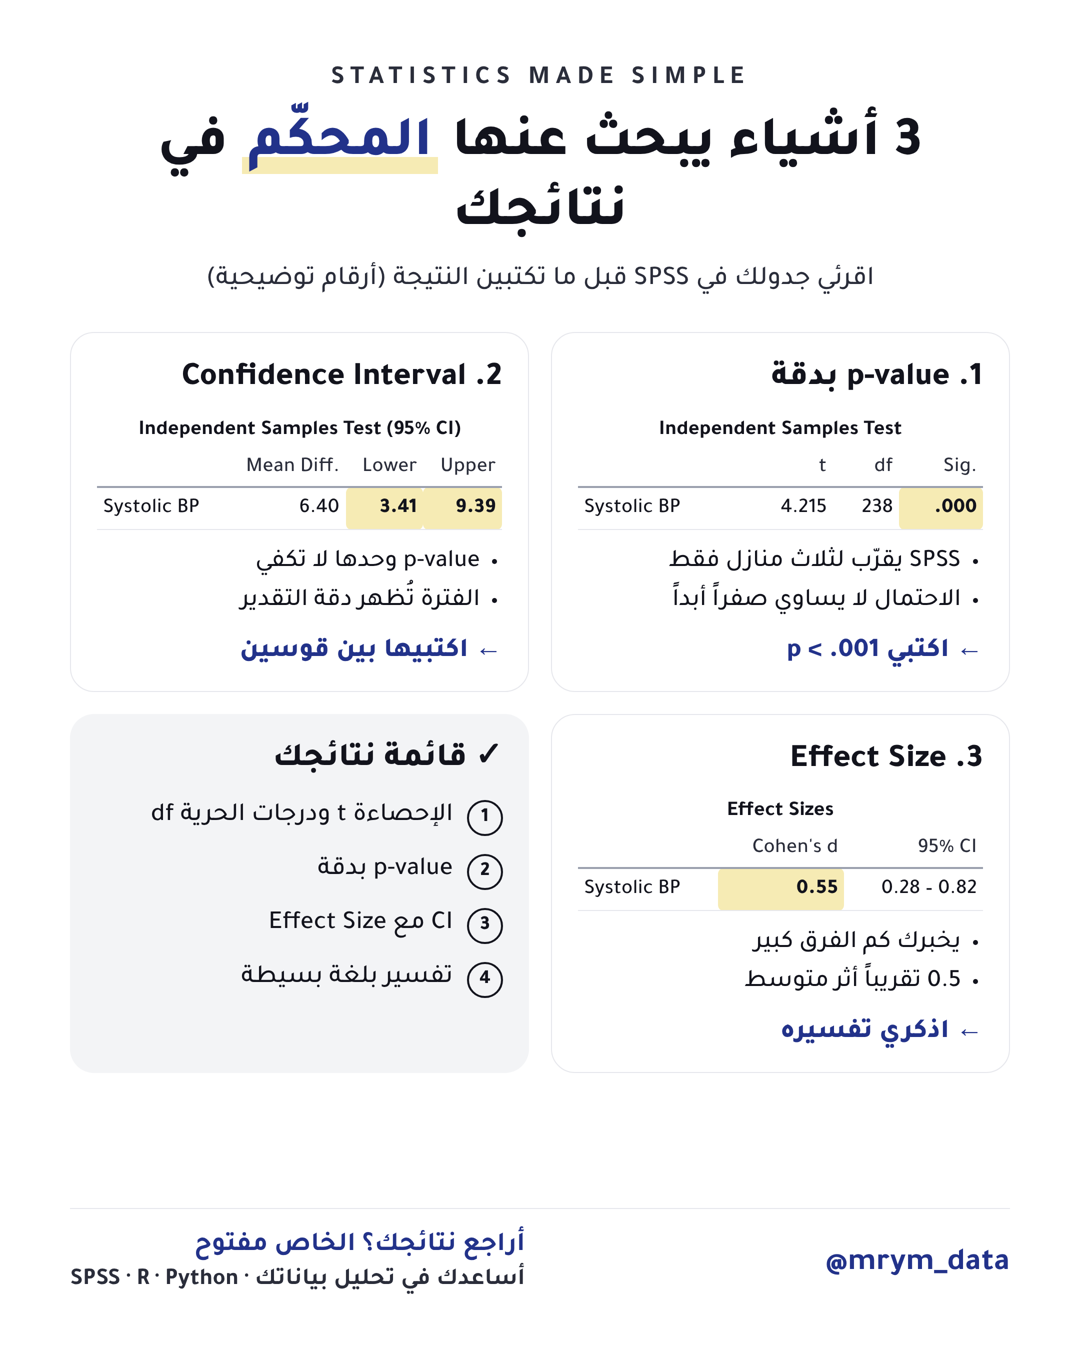 STATISTICS MADE SIMPLE
3 أشياء يبحث عنها المحكّم في
نتائجك
اقرئي جدولك في SPSS قبل ما تكتبين النتيجة (أرقام توضيحية)
1. p-value بدقة
Independent Samples Test
t df Sig.
Systolic BP 4.215 238 .000
• SPSS يقرّب لثلاث منازل فقط
• الاحتمال لا يساوي صفراً أبداً
← اكتبي p < .001
2. Confidence Interval
Independent Samples Test (95% CI)
Mean Diff. Lower Upper
Systolic BP 6.40 3.41 9.39
• p-value وحدها لا تكفي
• الفترة تُظهر دقة التقدير
← اكتبيها بين قوسين
3. Effect Size
Effect Sizes
Cohen's d 95% CI
Systolic BP 0.55 0.28 - 0.82
• يخبرك كم الفرق كبير
• 0.5 تقريباً أثر متوسط
← اذكري تفسيره
✓ قائمة نتائجك
1 الإحصاءة t ودرجات الحرية df
2 p-value بدقة
3 CI مع Effect Size
4 تفسير بلغة بسيطة
@mrym_data
أراجع نتائجك؟ الخاص مفتوح
أساعدك في تحليل بياناتك · SPSS · R · Python